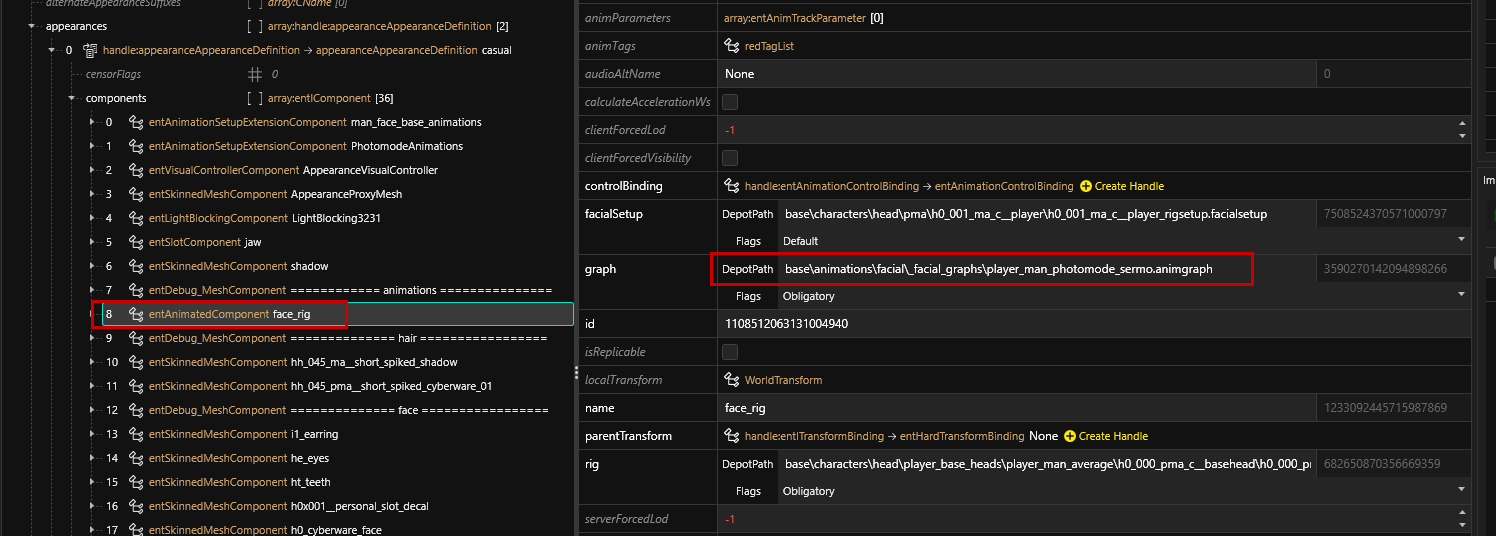 alternateAppearanceSuffixes [ ] array:CName [0]
appearances [ ] array:handle:appearanceAppearanceDefinition [2]
0 handle:appearanceAppearanceDefinition → appearanceAppearanceDefinition casual
censorFlags 0
components [ ] array:entIComponent [36]
0 entAnimationSetupExtensionComponent man_face_base_animations
1 entAnimationSetupExtensionComponent PhotomodeAnimations
2 entVisualControllerComponent AppearanceVisualController
3 entSkinnedMeshComponent AppearanceProxyMesh
4 entLightBlockingComponent LightBlocking3231
5 entSlotComponent jaw
6 entSkinnedMeshComponent shadow
7 entDebug_MeshComponent ============ animations ===============
8 entAnimatedComponent face_rig
9 entDebug_MeshComponent ============== hair =================
10 entSkinnedMeshComponent hh_045_ma__short_spiked_shadow
11 entSkinnedMeshComponent hh_045_pma__short_spiked_cyberware_01
12 entDebug_MeshComponent ============== face =================
13 entSkinnedMeshComponent i1_earring
14 entSkinnedMeshComponent he_eyes
15 entSkinnedMeshComponent ht_teeth
16 entSkinnedMeshComponent h0x001__personal_slot_decal
17 entSkinnedMeshComponent h0_cyberware_face
animParameters array:entAnimTrackParameter [0]
animTags redTagList
audioAltName None 0
calculateAccelerationWs
clientForcedLod -1
clientForcedVisibility
controlBinding handle:entAnimationControlBinding → entAnimationControlBinding Create Handle
facialSetup DepotPath base\characters\head\pma\h0_001_ma_c__player\h0_001_ma_c__player_rigsetup.facialsetup 7508524370571000797
Flags Default
graph DepotPath base\animations\facial\_facial_graphs\player_man_photomode_sermo.animgraph 3590270142094898266
Flags Obligatory
id 1108512063131004940
isReplicable
localTransform WorldTransform
name face_rig 1233092445715987869
parentTransform handle:entITransformBinding → entHardTransformBinding None Create Handle
rig DepotPath base\characters\head\player_base_heads\player_man_average\h0_000_pma_c__basehead\h0_000_p 682650870356669359
Flags Obligatory
serverForcedLod -1
Im